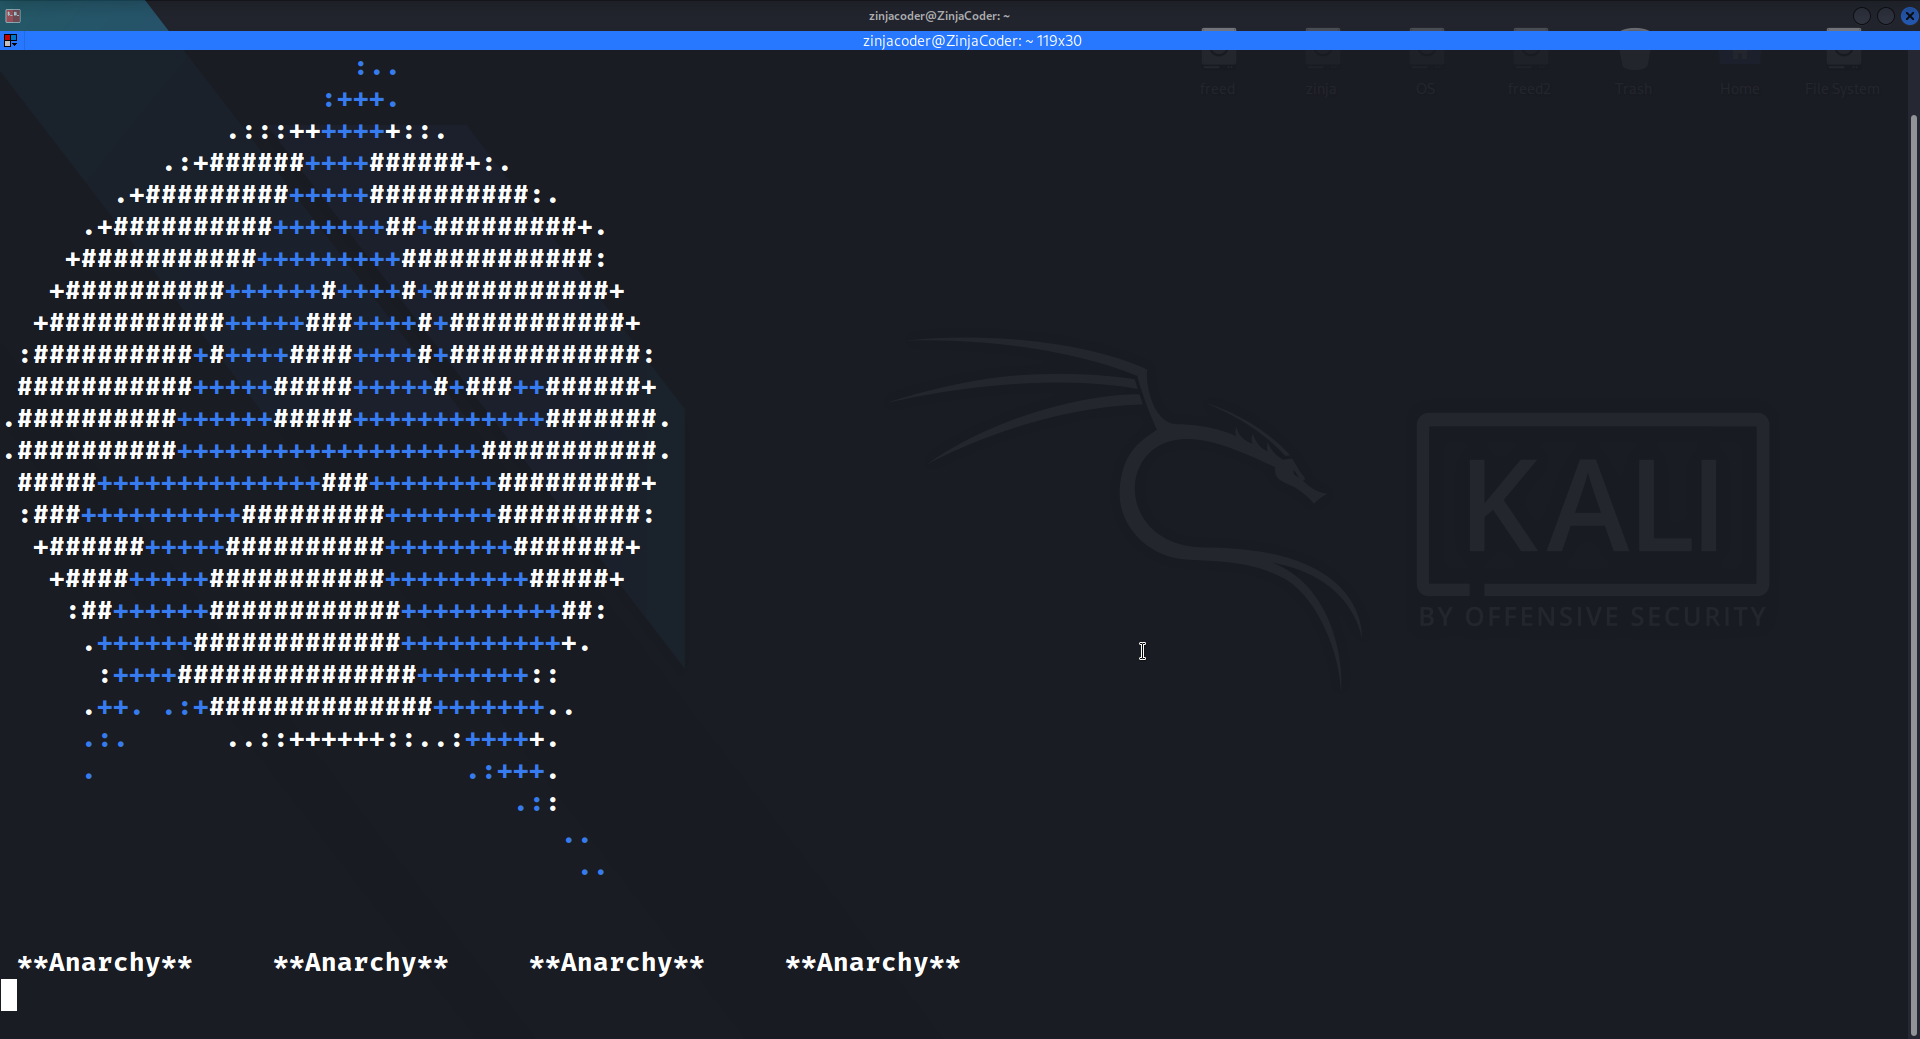 zinjacoder@ZinjaCoder: ~
zinjacoder@ZinjaCoder: ~ 119x30
freed zinja OS freed2 Trash Home File System
KALI
BY OFFENSIVE SECURITY
**Anarchy** **Anarchy** **Anarchy** **Anarchy**